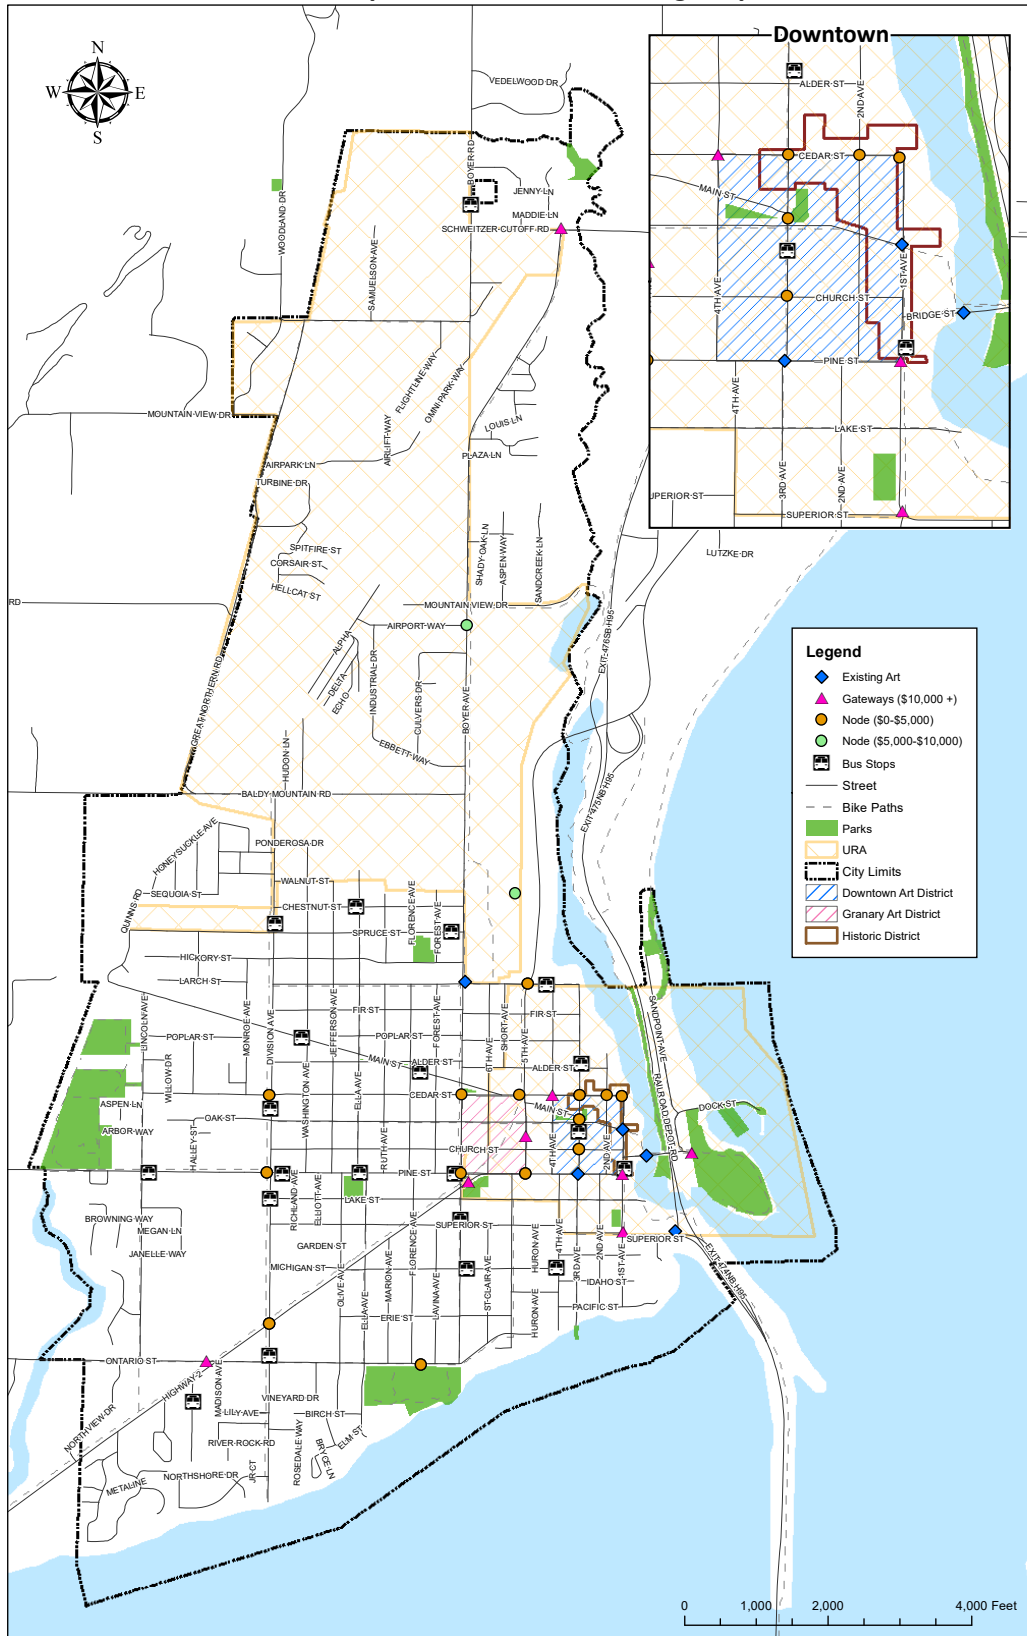 Downtown
N
W E
S
VEDELWOOD DR
BOYER RD
WOODLAND DR
JENNY LN
MADDIE LN
SCHWEITZER CUTOFF RD
SAMUELSON AVE
FLIGHTLINE WAY
OMNI PARK WAY
MOUNTAIN VIEW DR
AIRLIFT WAY
LOUIS LN
PLAZA LN
AIRPARK LN
TURBINE DR
SPITFIRE ST
CORSAIR ST
HELLCAT ST
SHADY OAK LN
ASPEN WAY
SANDCREEK LN
MOUNTAIN VIEW DR
RD
AIRPORT WAY
ALPHA
DELTA
ECHO
INDUSTRIAL DR
CULVERS DR
BOYER AVE
EBBETT WAY
GREAT NORTHERN RD
HUDON LN
BALDY MOUNTAIN RD
EXIT 476SB H95
EXIT 475NB H95
LUTZKE DR
ALDER ST
2ND AVE
CEDAR ST
MAIN ST
4TH AVE
1ST AVE
CHURCH ST
BRIDGE ST
PINE ST
4TH AVE
LAKE ST
3RD AVE
2ND AVE
UPERIOR ST
SUPERIOR ST
Legend
Existing Art
Gateways ($10,000 +)
Node ($0-$5,000)
Node ($5,000-$10,000)
Bus Stops
Street
Bike Paths
Parks
URA
City Limits
Downtown Art District
Granary Art District
Historic District
HONEYSUCKLE AVE
PONDEROSA DR
WALNUT ST
SEQUOIA ST
QUINNS RD
CHESTNUT ST
FLORENCE AVE
FOREST AVE
SPRUCE ST
HICKORY ST
LARCH ST
LINCOLN AVE
MONROE AVE
DIVISION AVE
JEFFERSON AVE
FIR ST
FOREST AVE
SHORT AVE
5TH AVE
FIR ST
POPLAR ST
POPLAR ST
MAIN ST
ALDER ST
6TH AVE
ALDER ST
WILLOW DR
WASHINGTON AVE
ELLA AVE
CEDAR ST
ASPEN LN
OAK ST
MAIN ST
ARBOR WAY
HALLEY ST
RUTH AVE
CHURCH ST
4TH AVE
2ND AVE
PINE ST
SANDPOINT AVE
RAILROAD DEPOT RD
DOCK ST
RICHLAND AVE
ELLIOTT AVE
LAKE ST
BROWNING WAY
MEGAN LN
JANELLE WAY
SUPERIOR ST
SUPERIOR ST
GARDEN ST
MICHIGAN ST
OLIVE AVE
ELLA AVE
MARION AVE
FLORENCE AVE
LAVINA AVE
ST CLAIR AVE
HURON AVE
HURON AVE
4TH AVE
3RD AVE
2ND AVE
1ST AVE
IDAHO ST
PACIFIC ST
ERIE ST
EXIT 474NB H95
ONTARIO ST
HIGHWAY 2
MADISON AVE
NORTHVIEW DR
VINEYARD DR
LILY AVE
BIRCH ST
RIVER ROCK RD
ROSEDALE WAY
ELM ST
BRYCE LN
METALINE
NORTHSHORE DR
JR CT
0 1,000 2,000 4,000 Feet